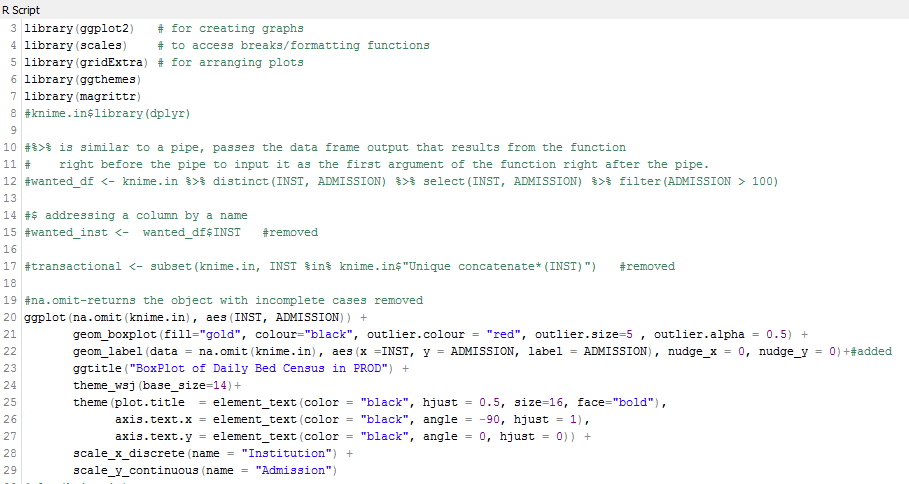 R Script
3 library(ggplot2)   # for creating graphs
4 library(scales)    # to access breaks/formatting functions
5 library(gridExtra) # for arranging plots
6 library(ggthemes)
7 library(magrittr)
8 #knime.in$library(dplyr)
9
10 #%>% is similar to a pipe, passes the data frame output that results from the function
11 #    right before the pipe to input it as the first argument of the function right after the pipe.
12 #wanted_df <- knime.in %>% distinct(INST, ADMISSION) %>% select(INST, ADMISSION) %>% filter(ADMISSION > 100)
13
14 #$ addressing a column by a name
15 #wanted_inst <-  wanted_df$INST   #removed
16
17 #transactional <- subset(knime.in, INST %in% knime.in$"Unique concatenate*(INST)")   #removed
18
19 #na.omit-returns the object with incomplete cases removed
20 ggplot(na.omit(knime.in), aes(INST, ADMISSION)) +
21       geom_boxplot(fill="gold", colour="black", outlier.colour = "red", outlier.size=5 , outlier.alpha = 0.5) +
22       geom_label(data = na.omit(knime.in), aes(x =INST, y = ADMISSION, label = ADMISSION), nudge_x = 0, nudge_y = 0)+#added
23       ggtitle("BoxPlot of Daily Bed Census in PROD") +
24       theme_wsj(base_size=14)+
25       theme(plot.title  = element_text(color = "black", hjust = 0.5, size=16, face="bold"),
26             axis.text.x = element_text(color = "black", angle = -90, hjust = 1),
27             axis.text.y = element_text(color = "black", angle = 0, hjust = 0)) +
28       scale_x_discrete(name = "Institution") +
29       scale_y_continuous(name = "Admission")